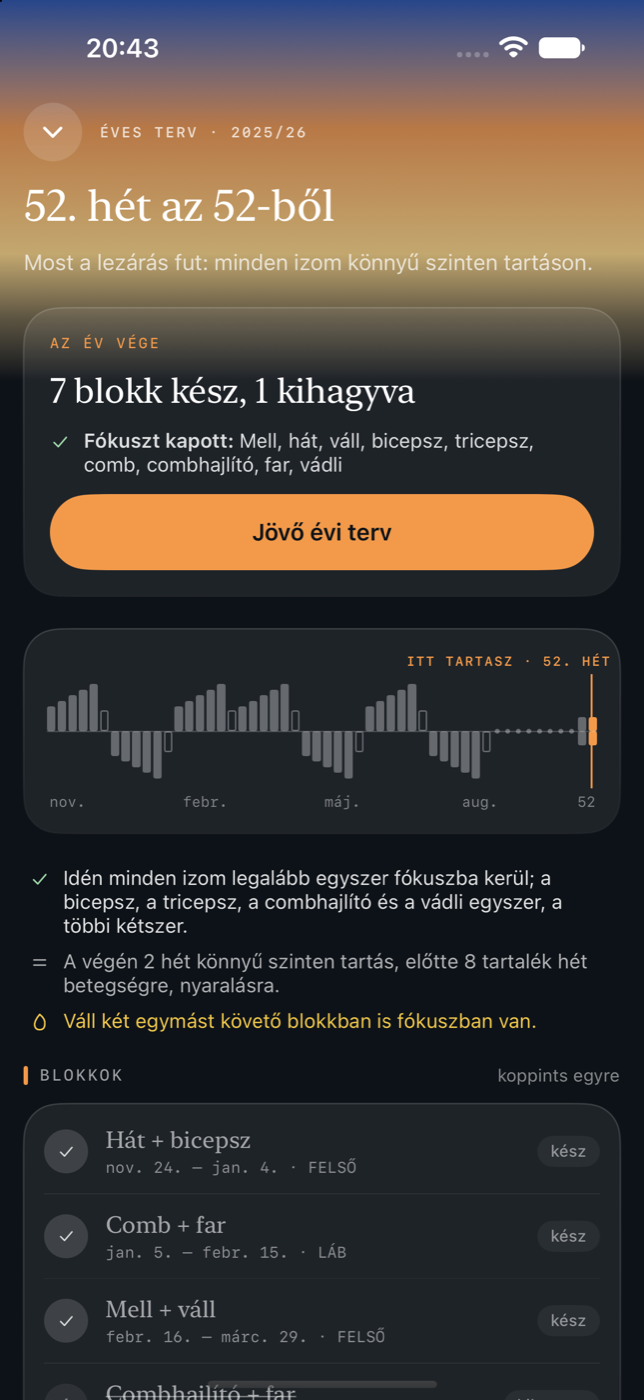 20:43
ÉVES TERV · 2025/26
52. hét az 52-ből
Most a lezárás fut: minden izom könnyű szinten tartáson.
AZ ÉV VÉGE
7 blokk kész, 1 kihagyva
Fókuszt kapott: Mell, hát, váll, bicepsz, tricepsz,
comb, combhajlító, far, vádli
Jövő évi terv
ITT TARTASZ · 52. HÉT
nov. febr. máj. aug. 52
Idén minden izom legalább egyszer fókuszba kerül; a
bicepsz, a tricepsz, a combhajlító és a vádli egyszer, a
többi kétszer.
A végén 2 hét könnyű szinten tartás, előtte 8 tartalék hét
betegségre, nyaralásra.
Váll két egymást követő blokkban is fókuszban van.
BLOKKOK koppints egyre
Hát + bicepsz
kész
nov. 24. – jan. 4. · FELSŐ
Comb + far
kész
jan. 5. – febr. 15. · LÁB
Mell + váll
kész
febr. 16. – márc. 29. · FELSŐ
Combhajlító + far